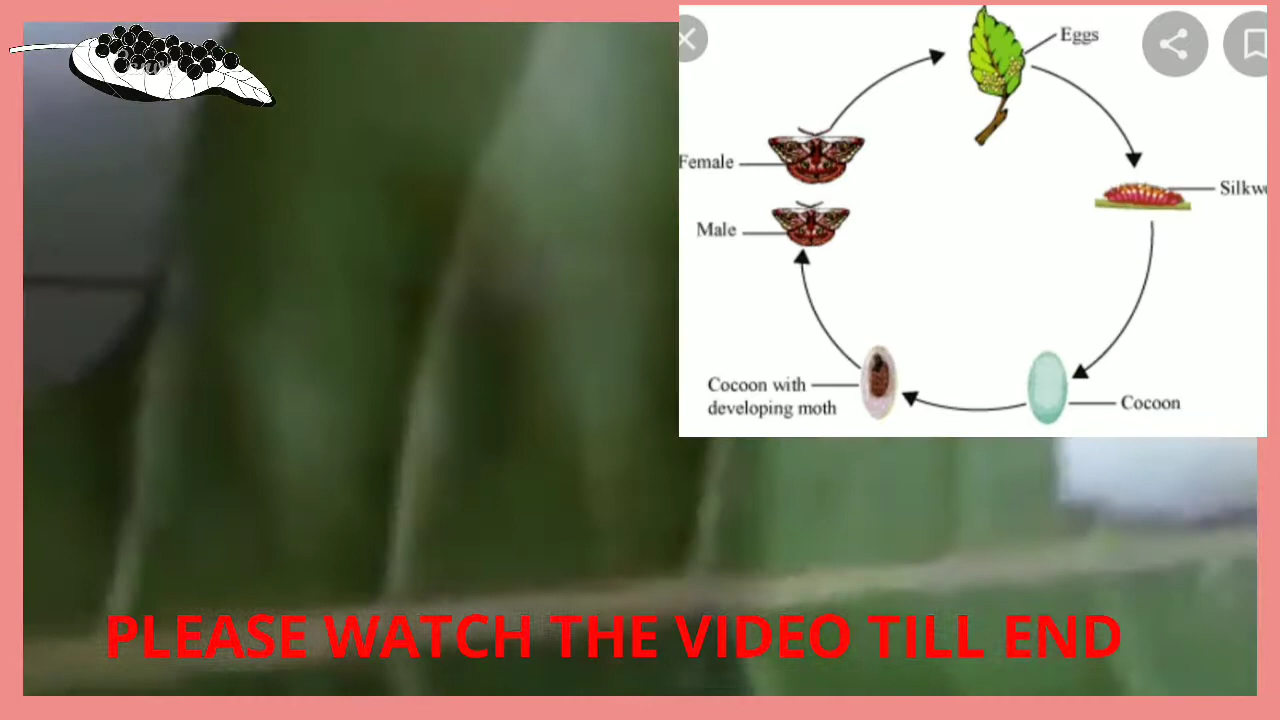 Eggs
Female
Male
Cocoon with
developing moth
Cocoon
PLEASE WATCH THE VIDEO TILL END